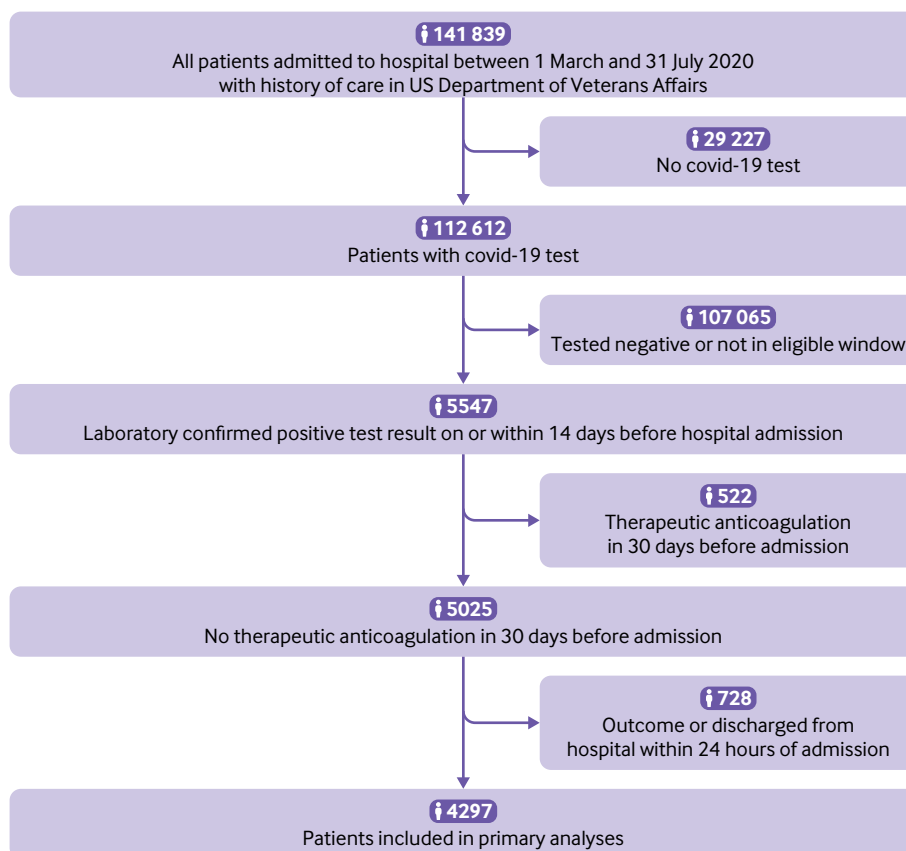 141 839
All patients admitted to hospital between 1 March and 31 July 2020
with history of care in US Department of Veterans Affairs
29 227
No covid-19 test
112 612
Patients with covid-19 test
107 065
Tested negative or not in eligible window
5547
Laboratory confirmed positive test result on or within 14 days before hospital admission
522
Therapeutic anticoagulation
in 30 days before admission
5025
No therapeutic anticoagulation in 30 days before admission
728
Outcome or discharged from
hospital within 24 hours of admission
4297
Patients included in primary analyses